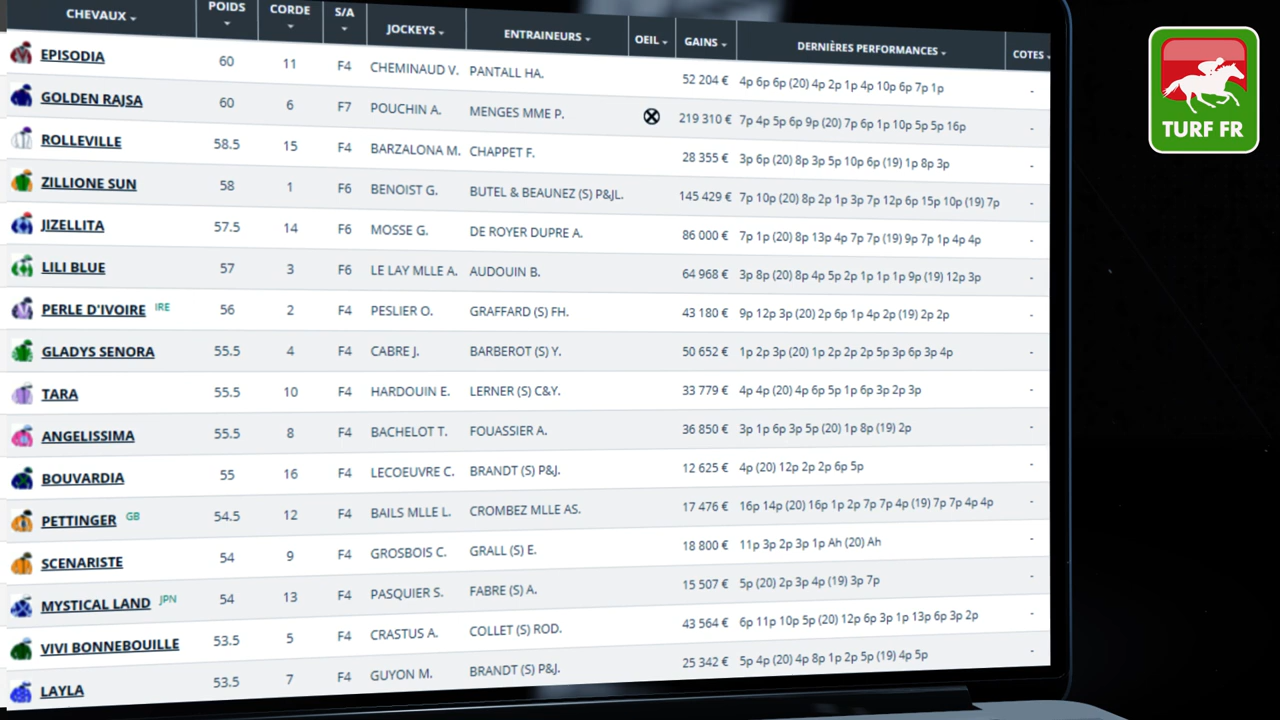 CHEVAUX POIDS CORDE S/A JOCKEYS ENTRAINEURS OEIL GAINS DERNIÈRES PERFORMANCES COTES
EPISODIA 60 11 F4 CHEMINAUD V. PANTALL HA. 52 204 € 4p 6p 6p (20) 4p 2p 1p 4p 10p 6p 7p 1p -
GOLDEN RAJSA 60 6 F7 POUCHIN A. MENGES MME P. 219 310 € 7p 4p 5p 6p 9p (20) 7p 6p 1p 10p 5p 5p 16p -
ROLLEVILLE 58.5 15 F4 BARZALONA M. CHAPPET F. 28 355 € 3p 6p (20) 8p 3p 5p 10p 6p (19) 1p 8p 3p -
ZILLIONE SUN 58 1 F6 BENOIST G. BUTEL & BEAUNEZ (S) P&JL. 145 429 € 7p 10p (20) 8p 2p 1p 3p 7p 12p 6p 15p 10p (19) 7p -
JIZELLITA 57.5 14 F6 MOSSE G. DE ROYER DUPRE A. 86 000 € 7p 1p (20) 8p 13p 4p 7p 7p (19) 9p 7p 1p 4p 4p -
LILI BLUE 57 3 F6 LE LAY MLLE A. AUDOUIN B. 64 968 € 3p 8p (20) 8p 4p 5p 2p 1p 1p 1p 9p (19) 12p 3p -
PERLE D'IVOIRE IRE 56 2 F4 PESLIER O. GRAFFARD (S) FH. 43 180 € 9p 12p 3p (20) 2p 6p 1p 4p 2p (19) 2p 2p -
GLADYS SENORA 55.5 4 F4 CABRE J. BARBEROT (S) Y. 50 652 € 1p 2p 3p (20) 1p 2p 2p 2p 5p 3p 6p 3p 4p -
TARA 55.5 10 F4 HARDOUIN E. LERNER (S) C&Y. 33 779 € 4p 4p (20) 4p 6p 5p 1p 6p 3p 2p 3p -
ANGELISSIMA 55.5 8 F4 BACHELOT T. FOUASSIER A. 36 850 € 3p 1p 6p 3p 5p (20) 1p 8p (19) 2p -
BOUVARDIA 55 16 F4 LECOEUVRE C. BRANDT (S) P&J. 12 625 € 4p (20) 12p 2p 2p 6p 5p -
PETTINGER GB 54.5 12 F4 BAILS MLLE L. CROMBEZ MLLE AS. 17 476 € 16p 14p (20) 16p 1p 2p 7p 7p 4p (19) 7p 7p 4p 4p -
SCENARISTE 54 9 F4 GROSBOIS C. GRALL (S) E. 18 800 € 11p 3p 2p 3p 1p Ah (20) Ah -
MYSTICAL LAND JPN 54 13 F4 PASQUIER S. FABRE (S) A. 15 507 € 5p (20) 2p 3p 4p (19) 3p 7p -
VIVI BONNEBOUILLE 53.5 5 F4 CRASTUS A. COLLET (S) ROD. 43 564 € 6p 11p 10p 5p (20) 12p 6p 3p 1p 13p 6p 3p 2p -
LAYLA 53.5 7 F4 GUYON M. BRANDT (S) P&J. 25 342 € 5p 4p (20) 4p 8p 1p 2p 5p (19) 4p 5p -
TURF FR